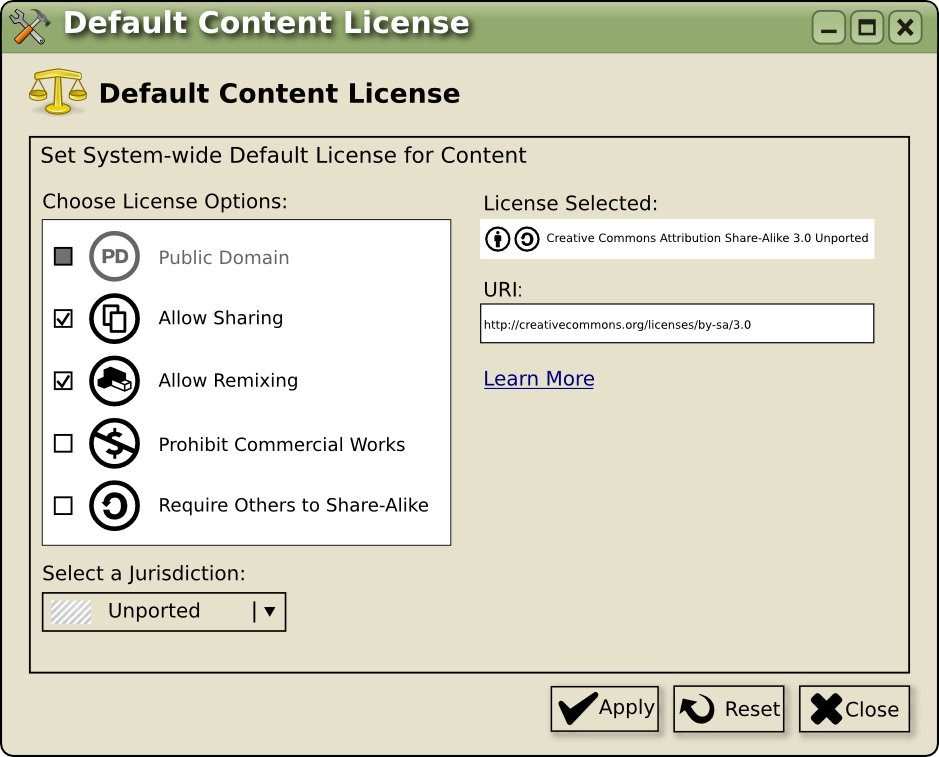 Default Content License
Default Content License
Set System-wide Default License for Content
Choose License Options:
PD Public Domain
Allow Sharing
Allow Remixing
$ Prohibit Commercial Works
Require Others to Share-Alike
Select a Jurisdiction:
Unported
License Selected:
Creative Commons Attribution Share-Alike 3.0 Unported
URI:
http://creativecommons.org/licenses/by-sa/3.0
Learn More
Apply
Reset
Close